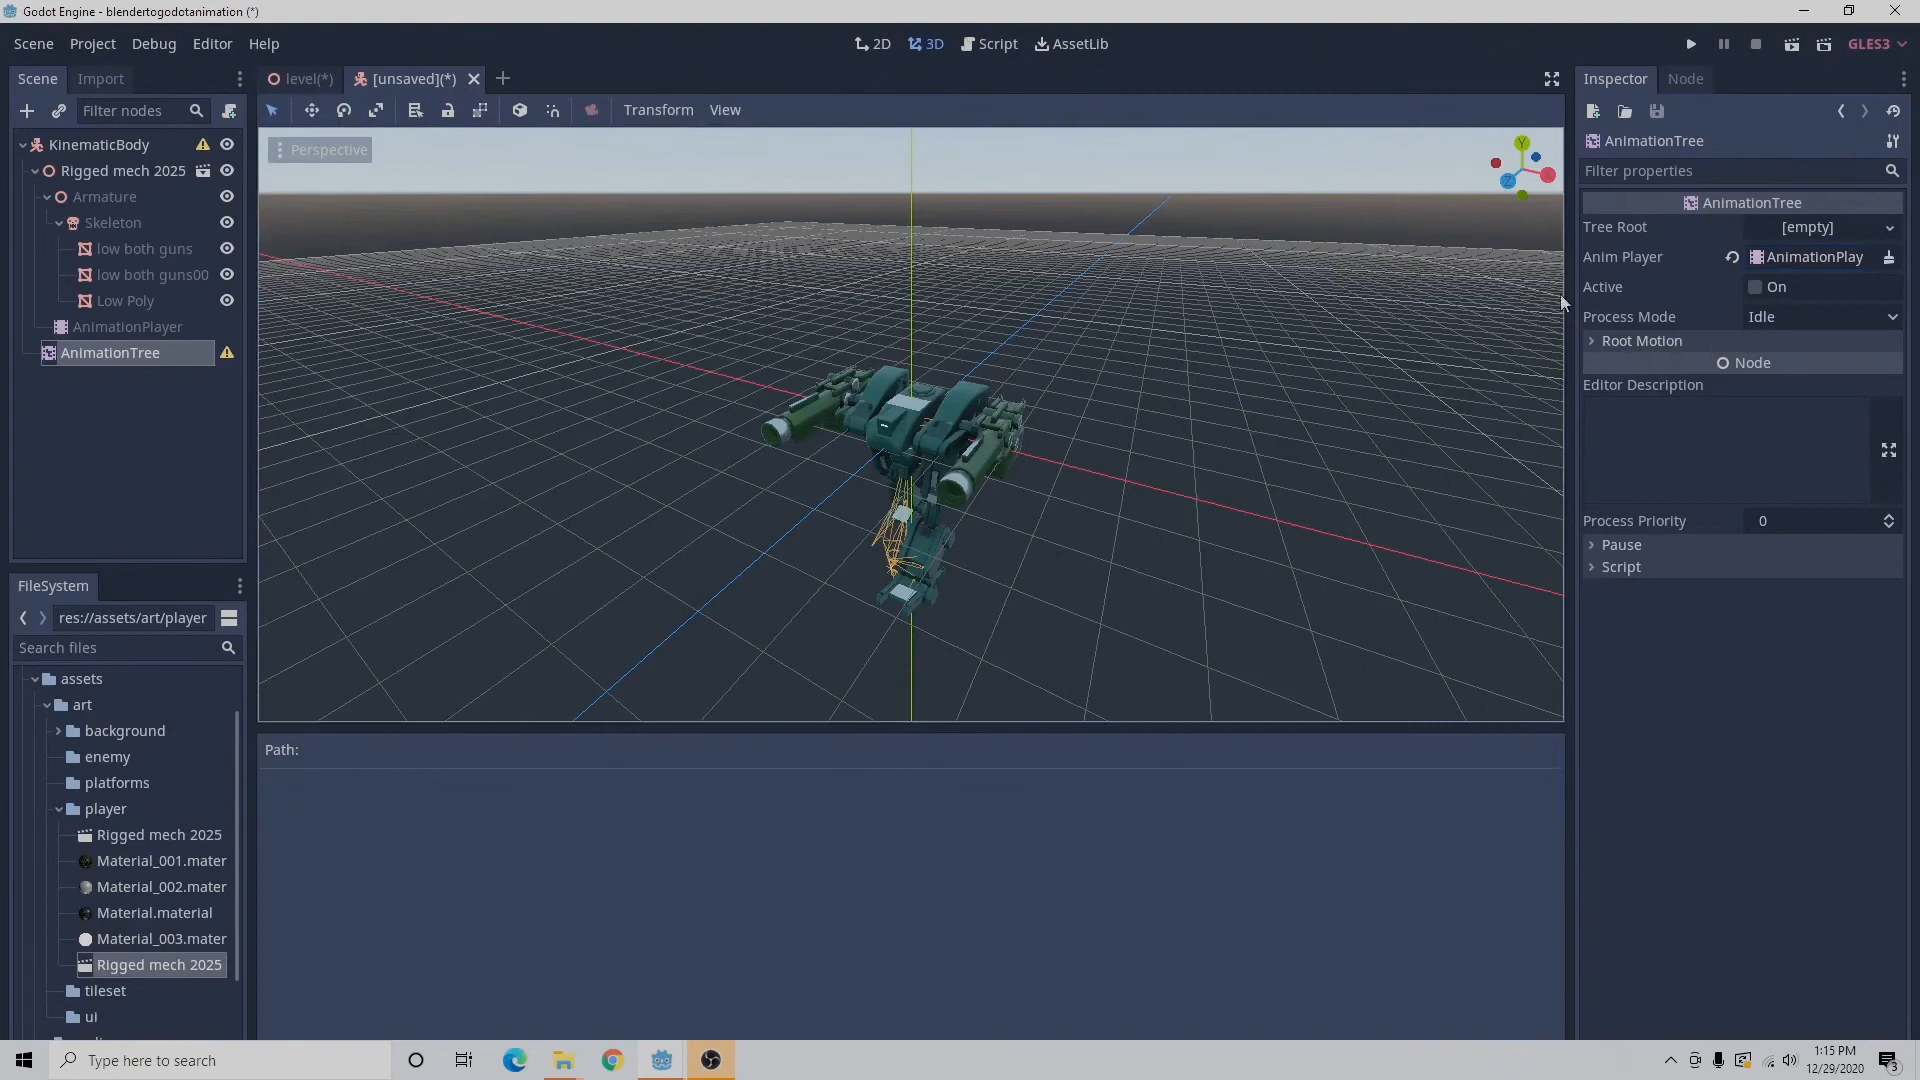 Godot Engine - blendertogodotanimation (*)
Scene Project Debug Editor Help
2D 3D Script AssetLib
GLES3
Scene Import
level(*) [unsaved](*)
Inspector Node
Filter nodes
Transform View
KinematicBody
Rigged mech 2025
Armature
Skeleton
low both guns
low both guns00
Low Poly
AnimationPlayer
AnimationTree
Perspective
Y
X
Z
AnimationTree
Filter properties
AnimationTree
Tree Root [empty]
Anim Player AnimationPlay
Active On
Process Mode Idle
Root Motion
Node
Editor Description
Process Priority 0
Pause
Script
FileSystem
res://assets/art/player
Search files
assets
art
background
enemy
platforms
player
Rigged mech 2025
Material_001.mater
Material_002.mater
Material.material
Material_003.mater
Rigged mech 2025
tileset
ui
Path:
Type here to search
1:15 PM
12/29/2020
3